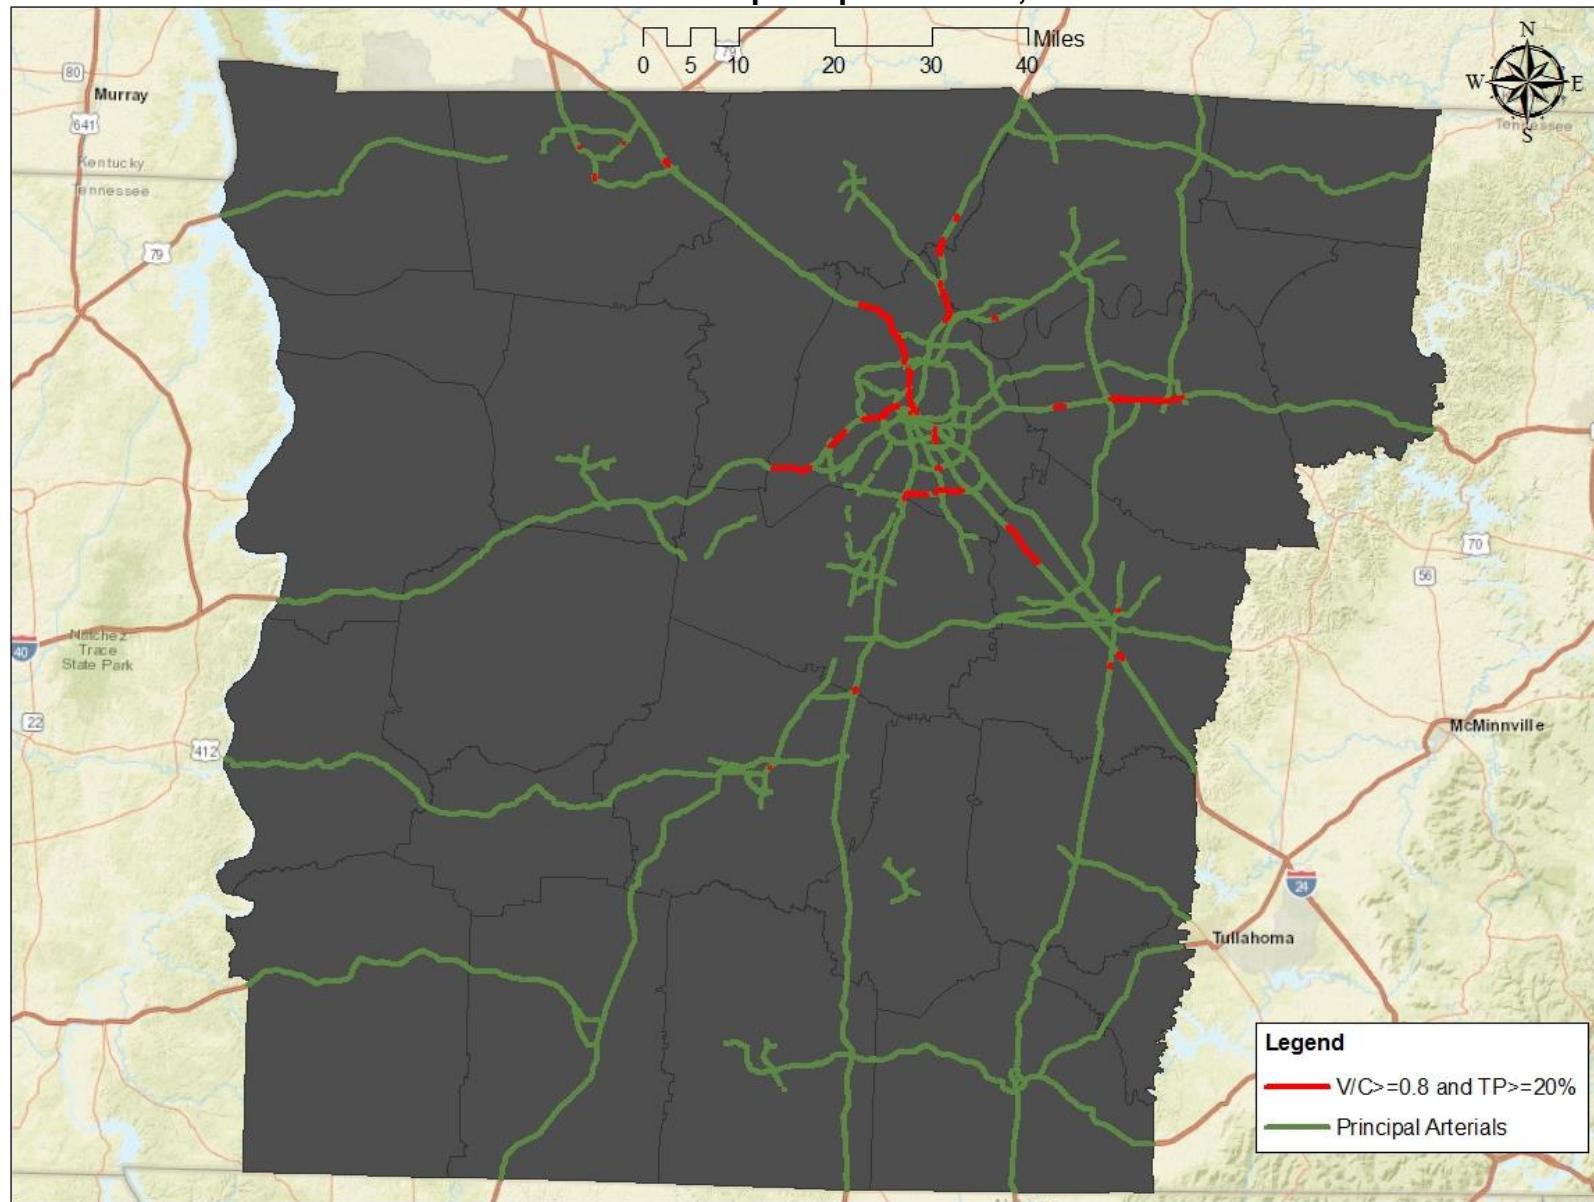 Miles
0 5 10 20 30 40
N
W E
S
79
80
Murray
641
Kentucky
Tennessee
Tennessee
79
40
Natchez
Trace
State Park
22
412
70
56
McMinnville
24
Tullahoma
Legend
V/C>=0.8 and TP>=20%
Principal Arterials